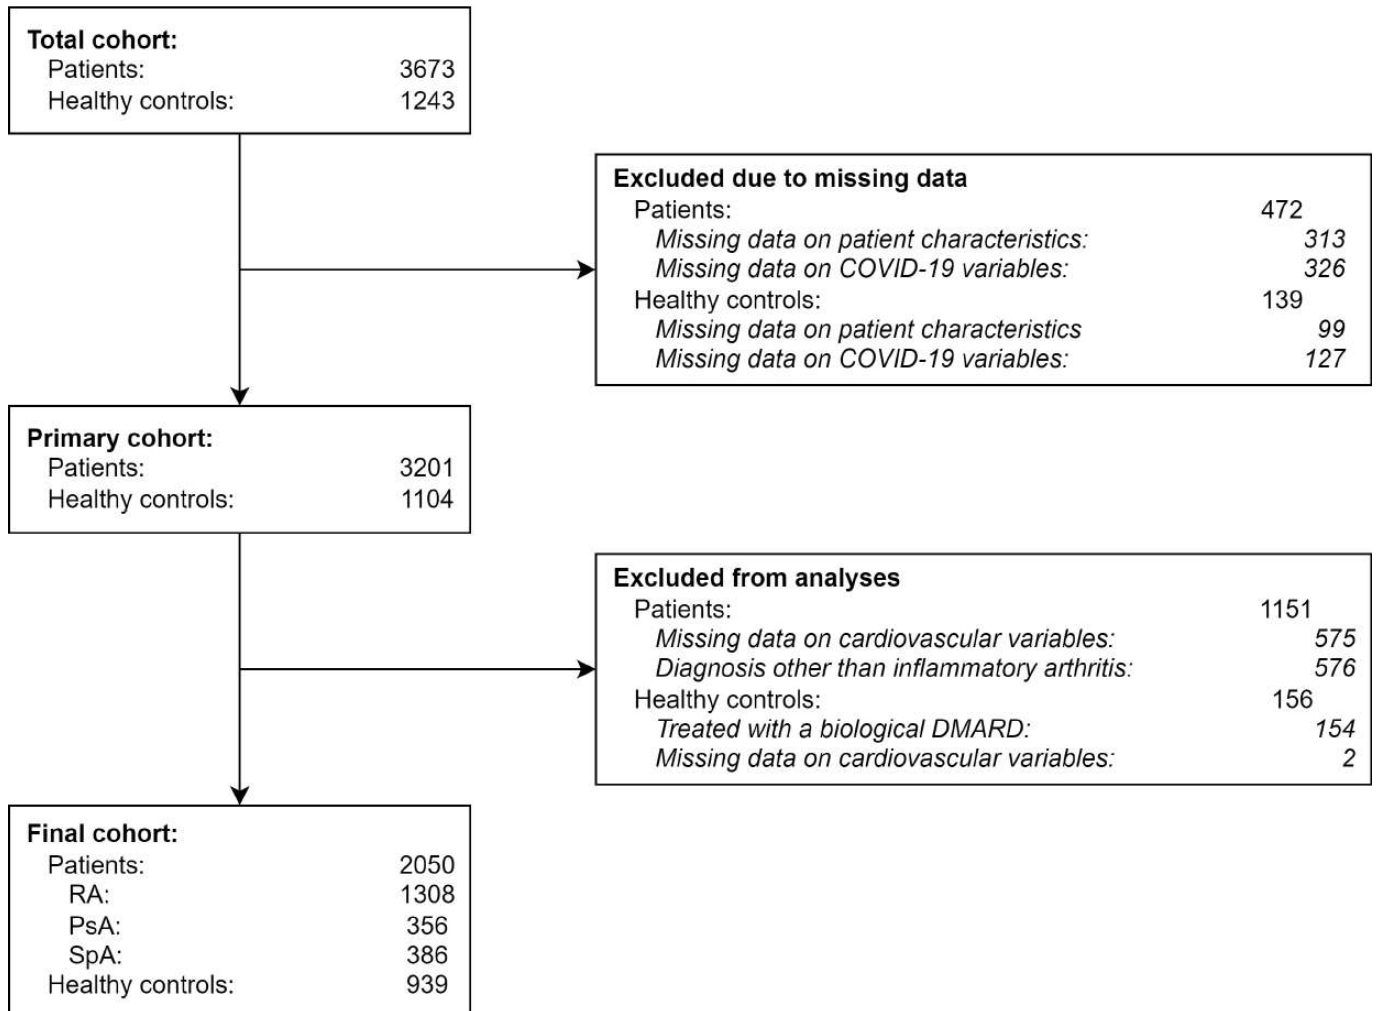 Total cohort:
Patients: 3673
Healthy controls: 1243
Excluded due to missing data
Patients: 472
Missing data on patient characteristics: 313
Missing data on COVID-19 variables: 326
Healthy controls: 139
Missing data on patient characteristics 99
Missing data on COVID-19 variables: 127
Primary cohort:
Patients: 3201
Healthy controls: 1104
Excluded from analyses
Patients: 1151
Missing data on cardiovascular variables: 575
Diagnosis other than inflammatory arthritis: 576
Healthy controls: 156
Treated with a biological DMARD: 154
Missing data on cardiovascular variables: 2
Final cohort:
Patients: 2050
RA: 1308
PsA: 356
SpA: 386
Healthy controls: 939